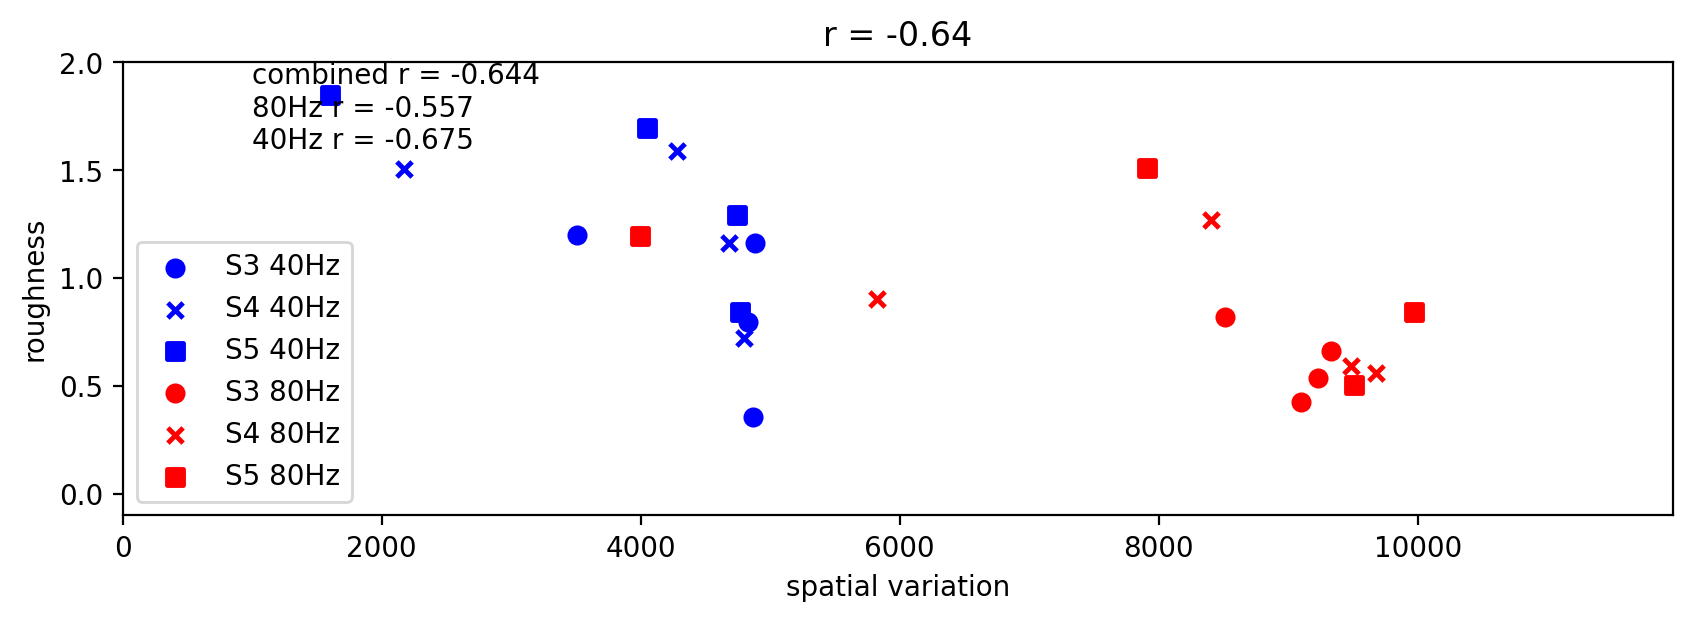 r = -0.64
combined r = -0.644
80Hz r = -0.557
40Hz r = -0.675
2.0
1.5
1.0
0.5
0.0
roughness
S3 40Hz
S4 40Hz
S5 40Hz
S3 80Hz
S4 80Hz
S5 80Hz
0 2000 4000 6000 8000 10000
spatial variation